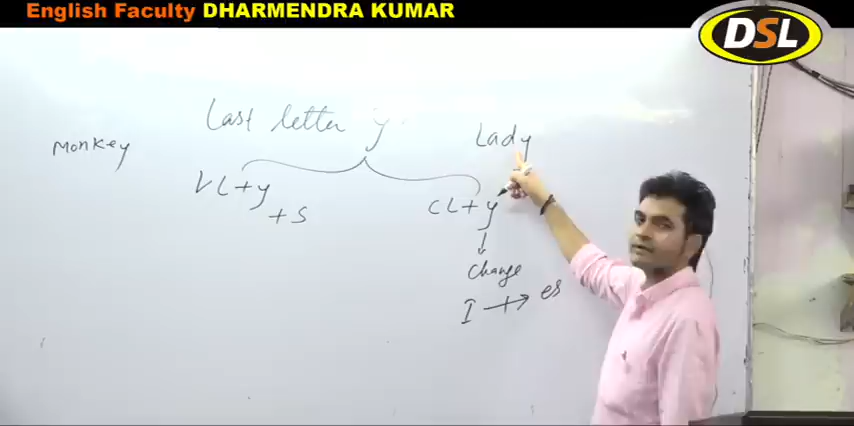 English Faculty DHARMENDRA KUMAR
DSL
Last letter y.
Monkey
Lady
VL+y
+S
CL+y
↓
Change
I → es